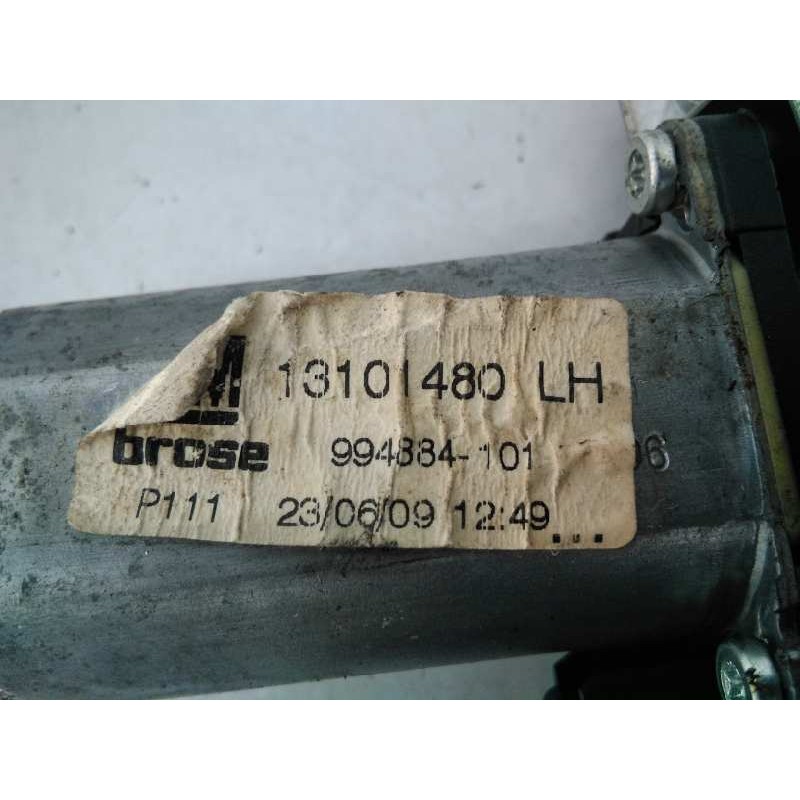 13101480 LH
brose 994884-101 06
P111 23/06/09 12:49